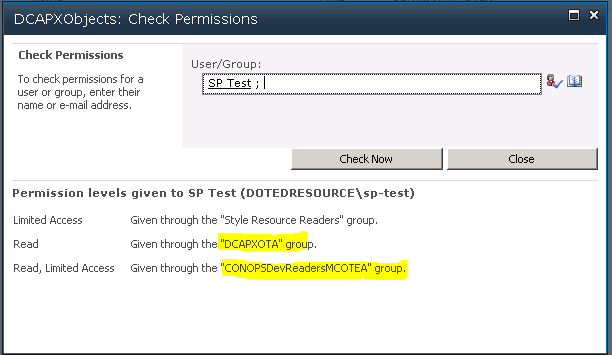 DCAPXObjects: Check Permissions
Check Permissions
To check permissions for a
user or group, enter their
name or e-mail address.
User/Group:
SP Test ;
Check Now
Close
Permission levels given to SP Test (DOTEDRESOURCE\sp-test)
Limited Access Given through the "Style Resource Readers" group.
Read Given through the "DCAPXOTA" group.
Read, Limited Access Given through the "CONOPSDevReadersMCOTEA" group.